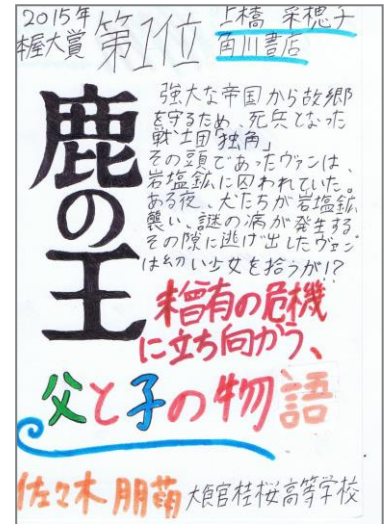 2015年
本屋大賞 第1位
上橋 菜穂子
角川書店
鹿の王
強大な帝国から故郷
を守るため、死兵となった
戦士団「独角」
その頭であったヴァンは、
岩塩鉱に囚われていた。
ある夜、犬たちが岩塩鉱
襲い、謎の病が発生する。
その隙に逃げ出したヴァン
は幼い少女を拾うが!?
未曾有の危機
に立ち向かう、
父と子の物語
佐々木 朋萌 大館桂桜高等学校